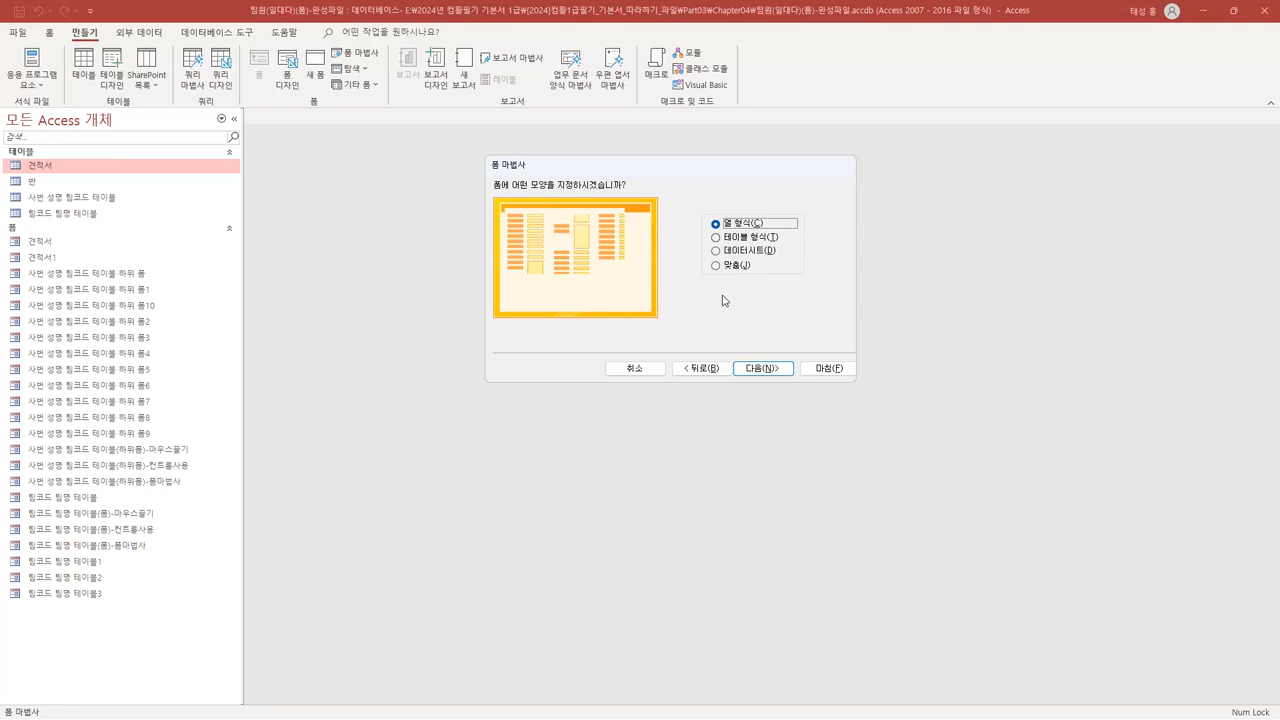 팀원(일대다)(폼)-완성파일 : 데이터베이스- E:₩2024년 컴활필기 기본서 1급₩[2024]컴활1급필기_기본서_따라하기_파일₩Part03₩Chapter04₩팀원(일대다)(폼)-완성파일.accdb (Access 2007 - 2016 파일 형식) - Access
태성 홍
파일 홈 만들기 외부 데이터 데이터베이스 도구 도움말 어떤 작업을 원하시나요?
응용 프로그램 요소 테이블 테이블 디자인 SharePoint 목록 쿼리 마법사 쿼리 디자인 폼 폼 디자인 새 폼 폼 마법사 탐색 기타 폼 보고서 보고서 디자인 새 보고서 보고서 마법사 레이블 업무 문서 양식 마법사 우편 엽서 마법사 매크로 모듈 클래스 모듈 Visual Basic
서식 파일 테이블 쿼리 폼 보고서 매크로 및 코드
모든 Access 개체
검색...
테이블
견적서
반
사번 성명 팀코드 테이블
팀코드 팀명 테이블
폼
견적서
견적서1
사번 성명 팀코드 테이블 하위 폼
사번 성명 팀코드 테이블 하위 폼1
사번 성명 팀코드 테이블 하위 폼10
사번 성명 팀코드 테이블 하위 폼2
사번 성명 팀코드 테이블 하위 폼3
사번 성명 팀코드 테이블 하위 폼4
사번 성명 팀코드 테이블 하위 폼5
사번 성명 팀코드 테이블 하위 폼6
사번 성명 팀코드 테이블 하위 폼7
사번 성명 팀코드 테이블 하위 폼8
사번 성명 팀코드 테이블 하위 폼9
사번 성명 팀코드 테이블(하위폼)-마우스끌기
사번 성명 팀코드 테이블(하위폼)-컨트롤사용
사번 성명 팀코드 테이블(하위폼)-폼마법사
팀코드 팀명 테이블
팀코드 팀명 테이블(폼)-마우스끌기
팀코드 팀명 테이블(폼)-컨트롤사용
팀코드 팀명 테이블(폼)-폼마법사
팀코드 팀명 테이블1
팀코드 팀명 테이블2
팀코드 팀명 테이블3
폼 마법사
폼에 어떤 모양을 지정하시겠습니까?
열 형식(C)
테이블 형식(T)
데이터시트(D)
맞춤(J)
취소 < 뒤로(B) 다음(N)> 마침(F)
폼 마법사
Num Lock